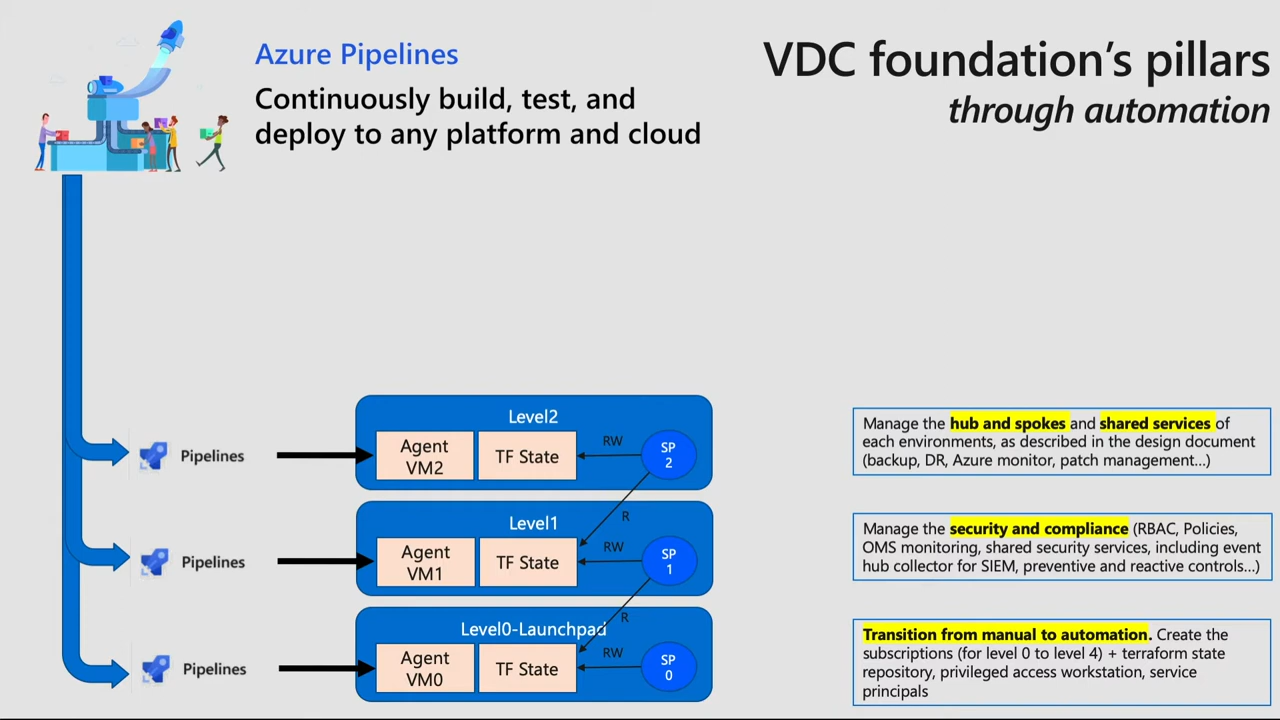 Azure Pipelines
Continuously build, test, and
deploy to any platform and cloud
VDC foundation's pillars
through automation
Level2
Pipelines
Agent
VM2
TF State
RW
SP
2
Manage the hub and spokes and shared services of
each environments, as described in the design document
(backup, DR, Azure monitor, patch management...)
R
Level1
Pipelines
Agent
VM1
TF State
RW
SP
1
Manage the security and compliance (RBAC, Policies,
OMS monitoring, shared security services, including event
hub collector for SIEM, preventive and reactive controls...)
R
Level0-Launchpad
Pipelines
Agent
VM0
TF State
RW
SP
0
Transition from manual to automation. Create the
subscriptions (for level 0 to level 4) + terraform state
repository, privileged access workstation, service
principals